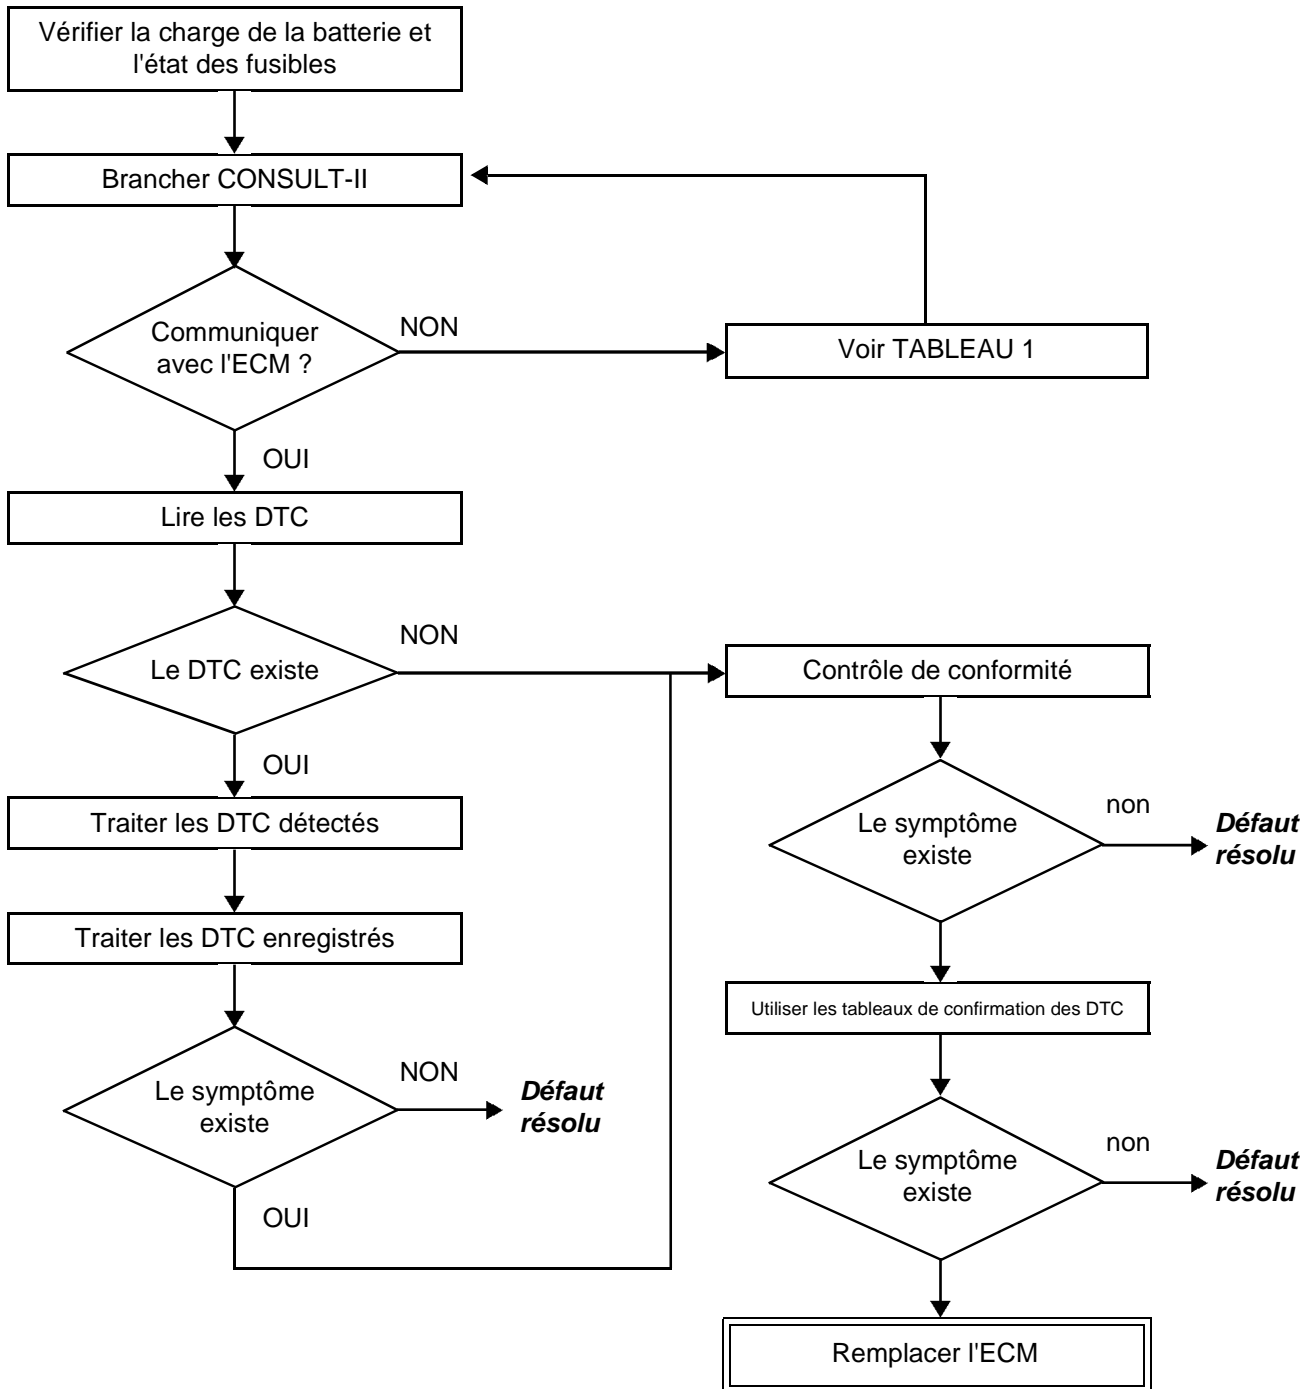 Vérifier la charge de la batterie et
l'état des fusibles
Brancher CONSULT-II
Communiquer
avec l'ECM ?
NON
Voir TABLEAU 1
OUI
Lire les DTC
Le DTC existe
NON
OUI
Traiter les DTC détectés
Traiter les DTC enregistrés
Le symptôme
existe
NON
Défaut
résolu
OUI
Contrôle de conformité
Le symptôme
existe
non
Défaut
résolu
Utiliser les tableaux de confirmation des DTC
Le symptôme
existe
non
Défaut
résolu
Remplacer l'ECM